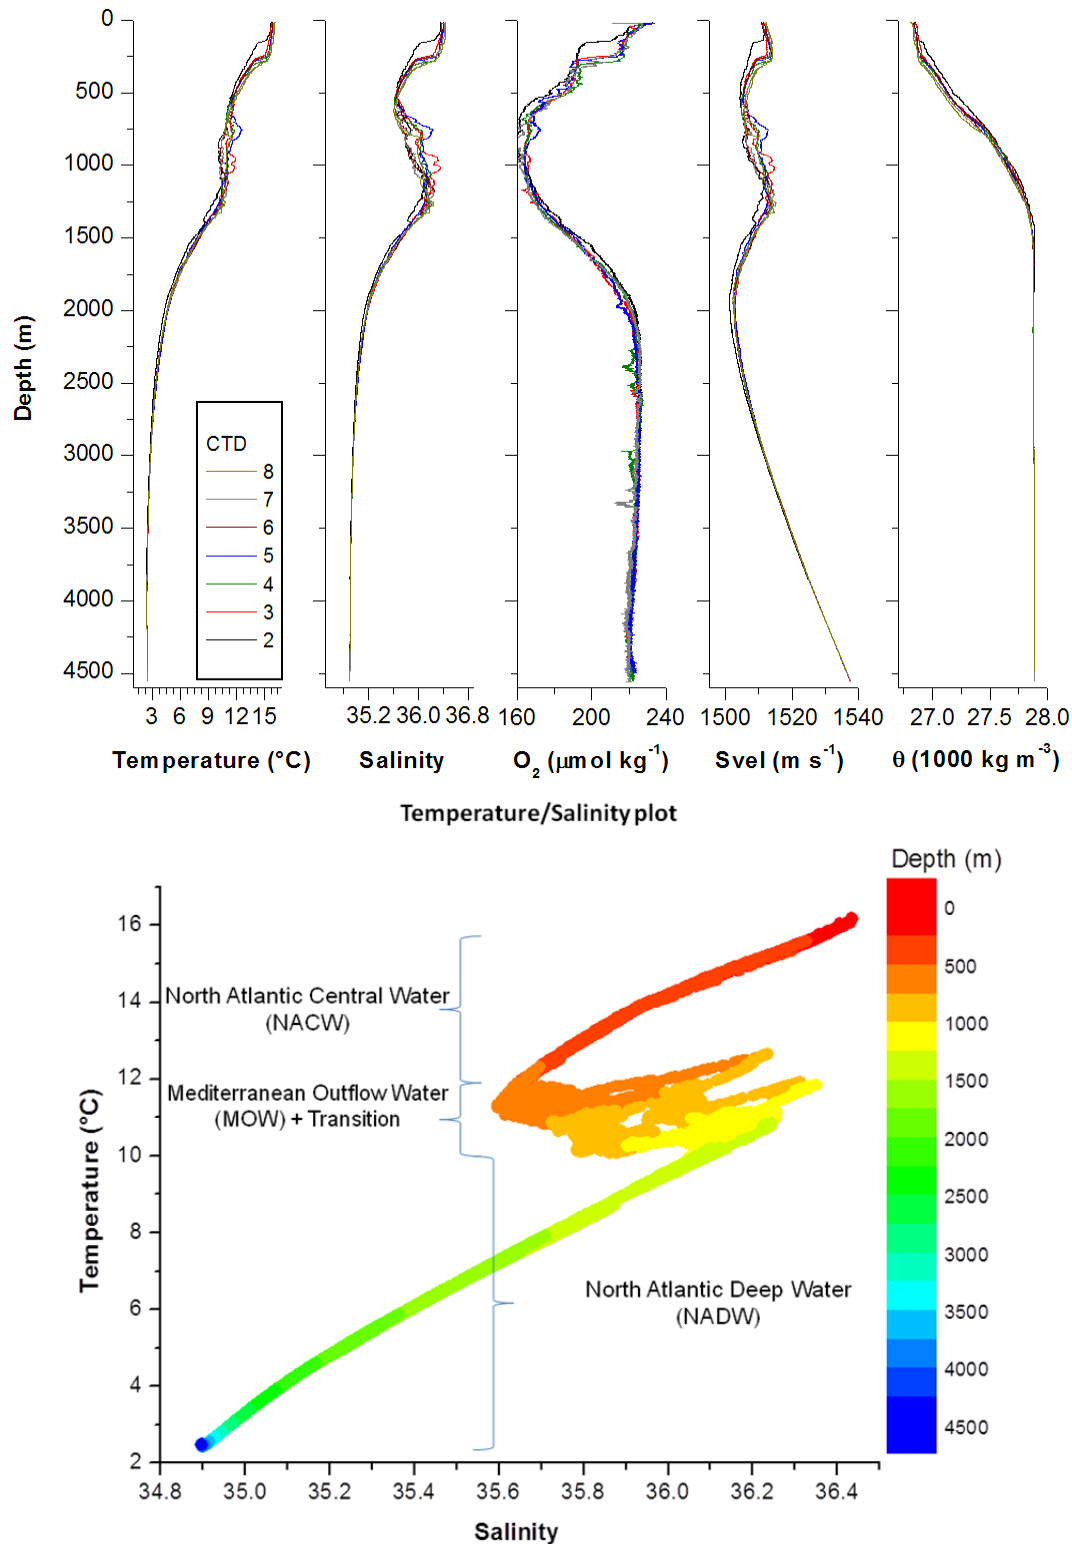 0
500
1000
1500
2000
2500
3000
3500
4000
4500
Depth (m)
CTD
8
7
6
5
4
3
2
3 6 9 12 15
35.2 36.0 36.8
160 200 240
1500 1520 1540
27.0 27.5 28.0
Temperature (°C)
Salinity
O2 (μmol kg-1)
Svel (m s-1)
θ (1000 kg m-3)
Temperature/Salinity plot
Depth (m)
0
500
1000
1500
2000
2500
3000
3500
4000
4500
16
14
12
10
8
6
4
2
Temperature (°C)
North Atlantic Central Water
(NACW)
Mediterranean Outflow Water
(MOW) + Transition
North Atlantic Deep Water
(NADW)
34.8 35.0 35.2 35.4 35.6 35.8 36.0 36.2 36.4
Salinity